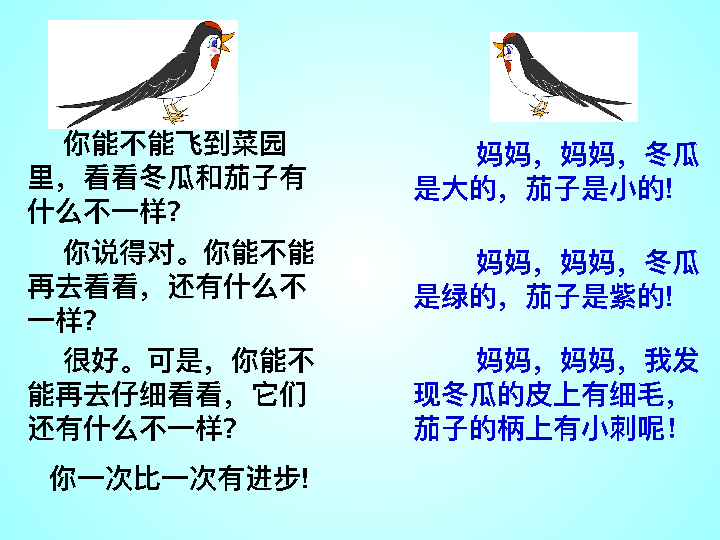 你能不能飞到菜园
里，看看冬瓜和茄子有
什么不一样?
你说得对。你能不能
再去看看，还有什么不
一样?
很好。可是，你能不
能再去仔细看看，它们
还有什么不一样?
你一次比一次有进步!
妈妈，妈妈，冬瓜
是大的，茄子是小的!
妈妈，妈妈，冬瓜
是绿的，茄子是紫的!
妈妈，妈妈，我发
现冬瓜的皮上有细毛，
茄子的柄上有小刺呢！